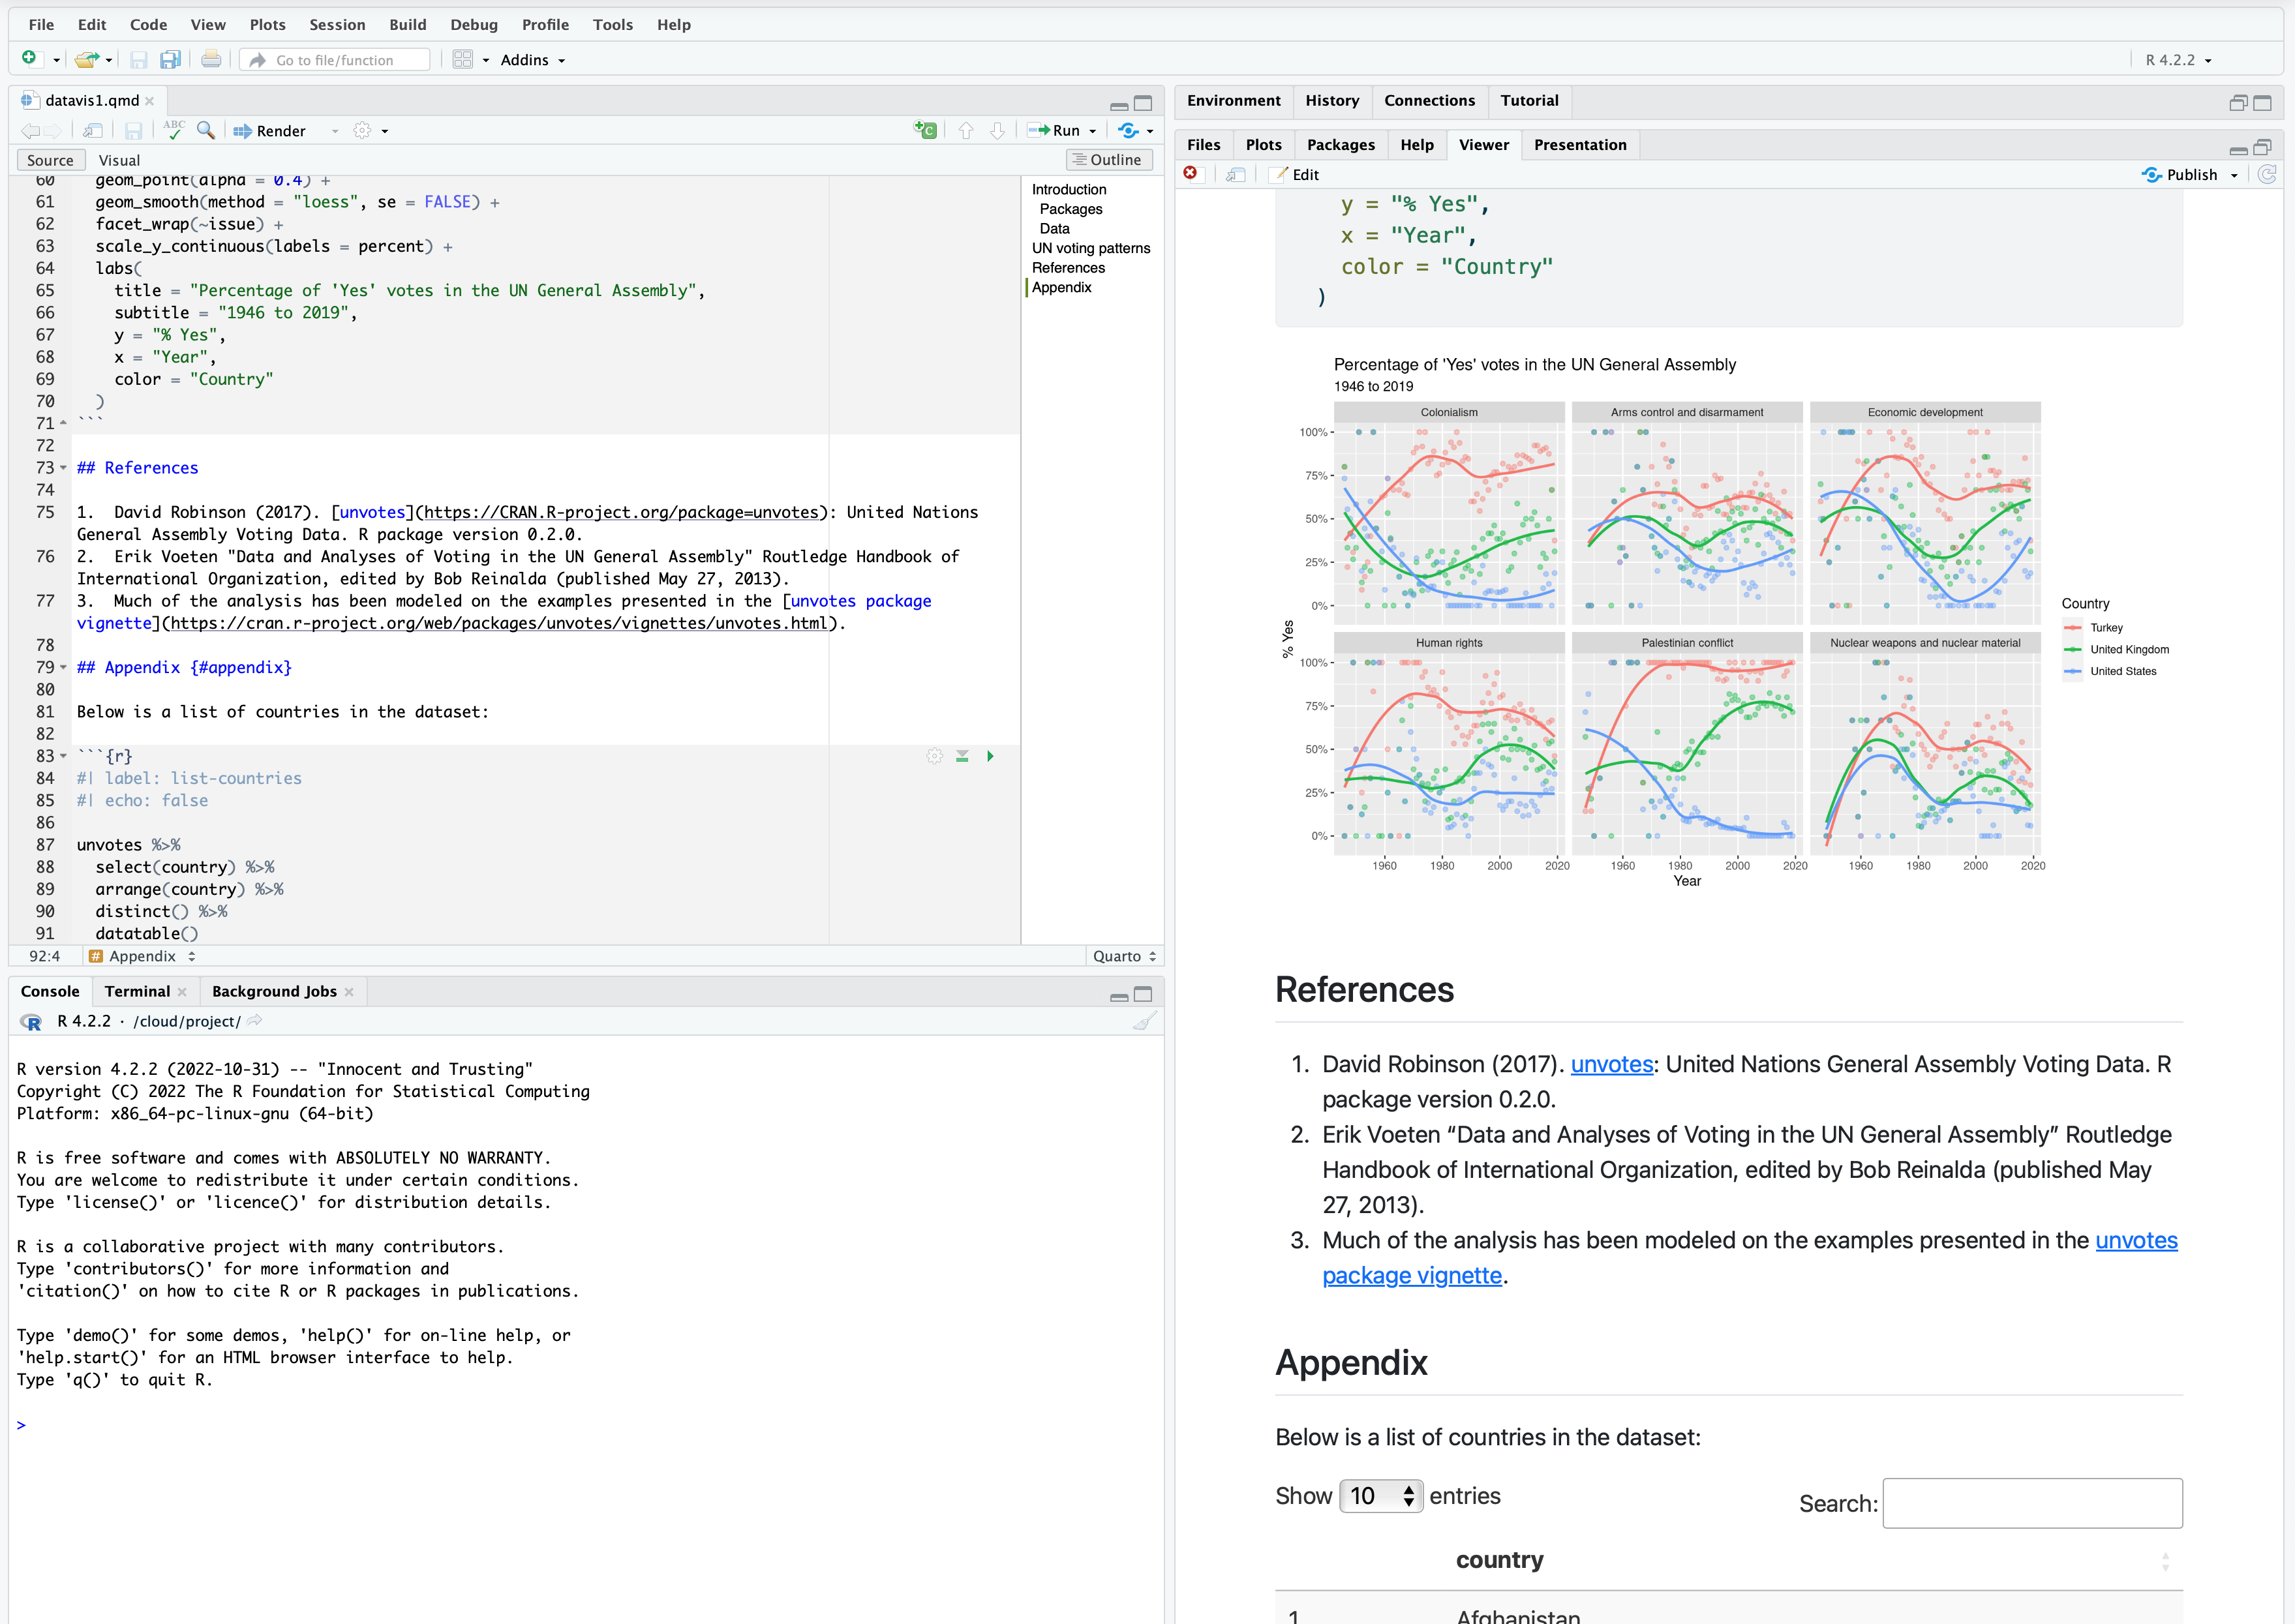 File Edit Code View Plots Session Build Debug Profile Tools Help
Go to file/function Addins R 4.2.2
datavis1.qmd
ABC Render C Run
Source Visual Outline
60 geom_point(alpha = 0.4) +
61 geom_smooth(method = "loess", se = FALSE) +
62 facet_wrap(~issue) +
63 scale_y_continuous(labels = percent) +
64 labs(
65 title = "Percentage of 'Yes' votes in the UN General Assembly",
66 subtitle = "1946 to 2019",
67 y = "% Yes",
68 x = "Year",
69 color = "Country"
70 )
71 ```
72
73 ## References
74
75 1. David Robinson (2017). [unvotes](https://CRAN.R-project.org/package=unvotes): United Nations
General Assembly Voting Data. R package version 0.2.0.
76 2. Erik Voeten "Data and Analyses of Voting in the UN General Assembly" Routledge Handbook of
International Organization, edited by Bob Reinalda (published May 27, 2013).
77 3. Much of the analysis has been modeled on the examples presented in the [unvotes package
vignette](https://cran.r-project.org/web/packages/unvotes/vignettes/unvotes.html).
78
79 ## Appendix {#appendix}
80
81 Below is a list of countries in the dataset:
82
83 ```{r}
84 #| label: list-countries
85 #| echo: false
86
87 unvotes %>%
88 select(country) %>%
89 arrange(country) %>%
90 distinct() %>%
91 datatable()
92:4 # Appendix Quarto
Introduction
Packages
Data
UN voting patterns
References
Appendix
Console Terminal Background Jobs
R R 4.2.2 · /cloud/project/
R version 4.2.2 (2022-10-31) -- "Innocent and Trusting"
Copyright (C) 2022 The R Foundation for Statistical Computing
Platform: x86_64-pc-linux-gnu (64-bit)
R is free software and comes with ABSOLUTELY NO WARRANTY.
You are welcome to redistribute it under certain conditions.
Type 'license()' or 'licence()' for distribution details.
R is a collaborative project with many contributors.
Type 'contributors()' for more information and
'citation()' on how to cite R or R packages in publications.
Type 'demo()' for some demos, 'help()' for on-line help, or
'help.start()' for an HTML browser interface to help.
Type 'q()' to quit R.
>
Environment History Connections Tutorial
Files Plots Packages Help Viewer Presentation
Edit Publish
y = "% Yes",
x = "Year",
color = "Country"
)
Percentage of 'Yes' votes in the UN General Assembly
1946 to 2019
Colonialism Arms control and disarmament Economic development
100%
75%
50%
25%
0%
Human rights Palestinian conflict Nuclear weapons and nuclear material
100%
75%
50%
25%
0%
% Yes
1960 1980 2000 2020 1960 1980 2000 2020 1960 1980 2000 2020
Year
Country
Turkey
United Kingdom
United States
References
1. David Robinson (2017). unvotes: United Nations General Assembly Voting Data. R
package version 0.2.0.
2. Erik Voeten “Data and Analyses of Voting in the UN General Assembly” Routledge
Handbook of International Organization, edited by Bob Reinalda (published May
27, 2013).
3. Much of the analysis has been modeled on the examples presented in the unvotes
package vignette.
Appendix
Below is a list of countries in the dataset:
Show 10 entries Search:
country
1 Afghanistan